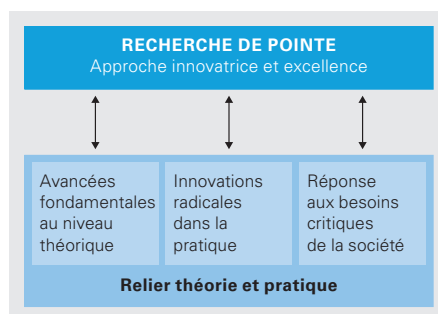 RECHERCHE DE POINTE
Approche innovatrice et excellence
Avancées
fondamentales
au niveau
théorique
Innovations
radicales
dans la
pratique
Réponse
aux besoins
critiques
de la société
Relier théorie et pratique